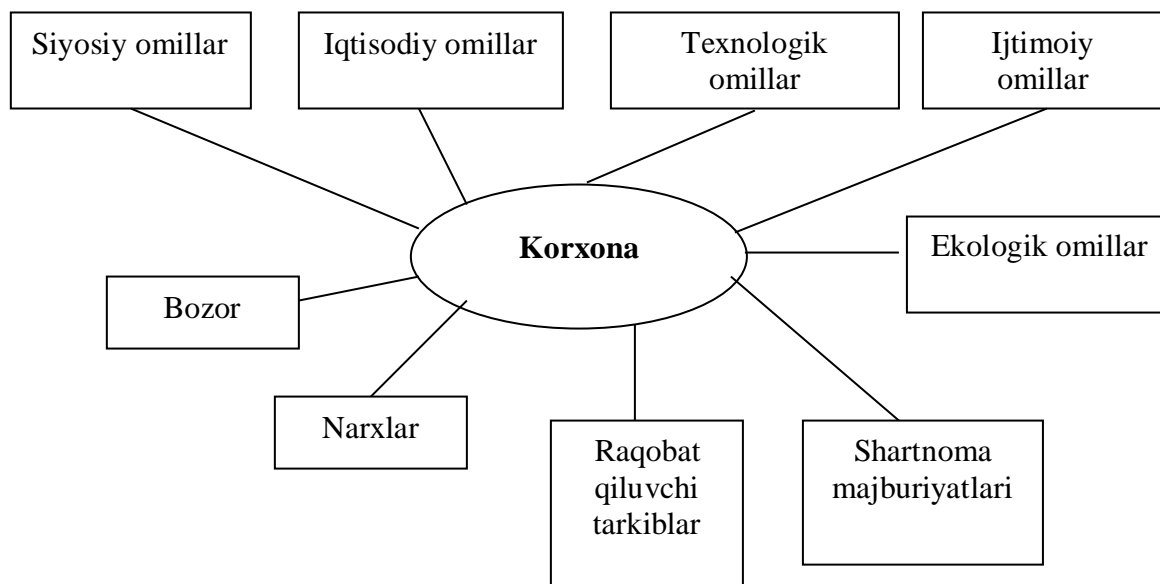 Siyosiy omillar
Iqtisodiy omillar
Texnologik
omillar
Ijtimoiy
omillar
Korxona
Ekologik omillar
Bozor
Narxlar
Raqobat
qiluvchi
tarkiblar
Shartnoma
majburiyatlari